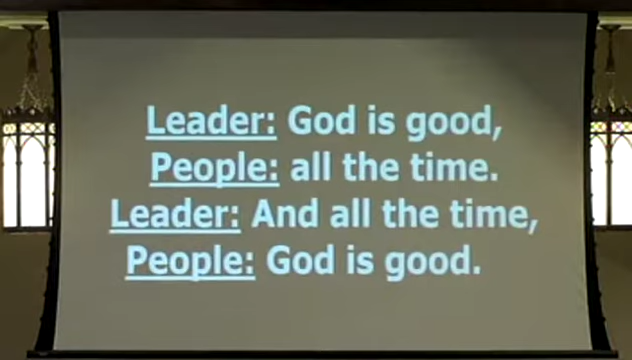 Leader: God is good,
People: all the time.
Leader: And all the time,
People: God is good.